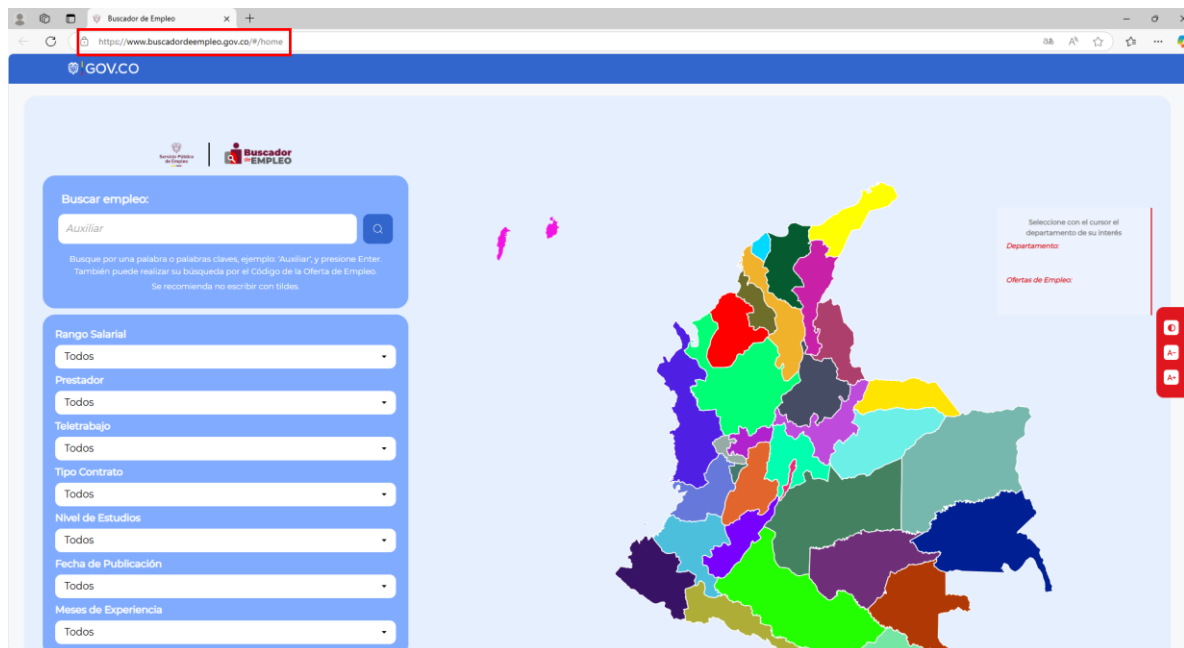 Buscador de Empleo
https://www.buscadordeempleo.gov.co/#/home
GOV.CO
Servicio Público
de Empleo
Buscador
de EMPLEO
Buscar empleo:
Auxiliar
Busque por una palabra o palabras claves, ejemplo: 'Auxiliar', y presione Enter.
También puede realizar su búsqueda por el Código de la Oferta de Empleo.
Se recomienda no escribir con tildes.
Seleccione con el cursor el
departamento de su interés
Departamento:
Ofertas de Empleo:
A-
A+
Rango Salarial
Todos
Prestador
Todos
Teletrabajo
Todos
Tipo Contrato
Todos
Nivel de Estudios
Todos
Fecha de Publicación
Todos
Meses de Experiencia
Todos